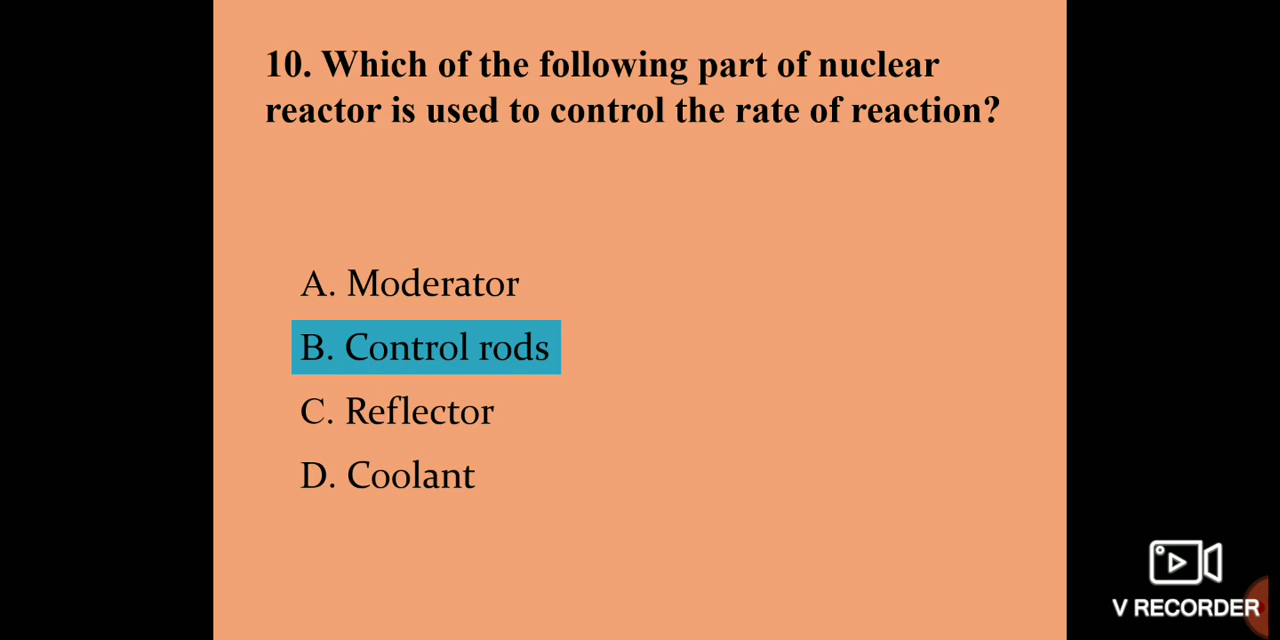 10. Which of the following part of nuclear
reactor is used to control the rate of reaction?
A. Moderator
B. Control rods
C. Reflector
D. Coolant
V RECORDER